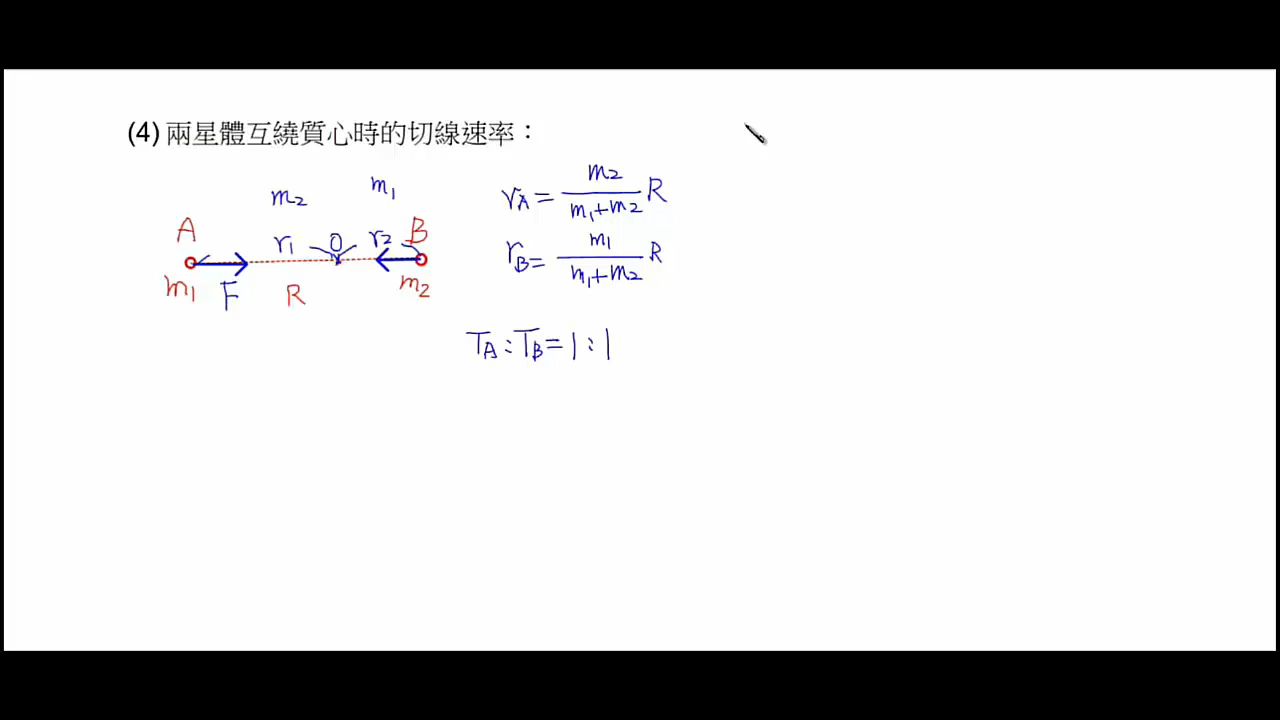 (4) 兩星體互繞質心時的切線速率：
m2 m1
A r1 O r2 B
m1 F R m2
rA = m2/(m1+m2) R
rB = m1/(m1+m2) R
TA : TB = 1 : 1